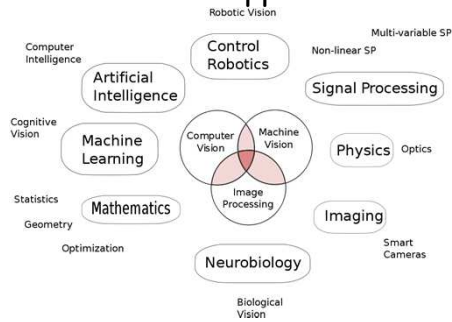 Robotic Vision
Multi-variable SP
Computer
Intelligence
Control
Robotics
Non-linear SP
Artificial
Intelligence
Signal Processing
Cognitive
Vision
Machine
Learning
Computer
Vision
Machine
Vision
Physics
Optics
Image
Processing
Statistics
Mathematics
Geometry
Imaging
Optimization
Smart
Cameras
Neurobiology
Biological
Vision